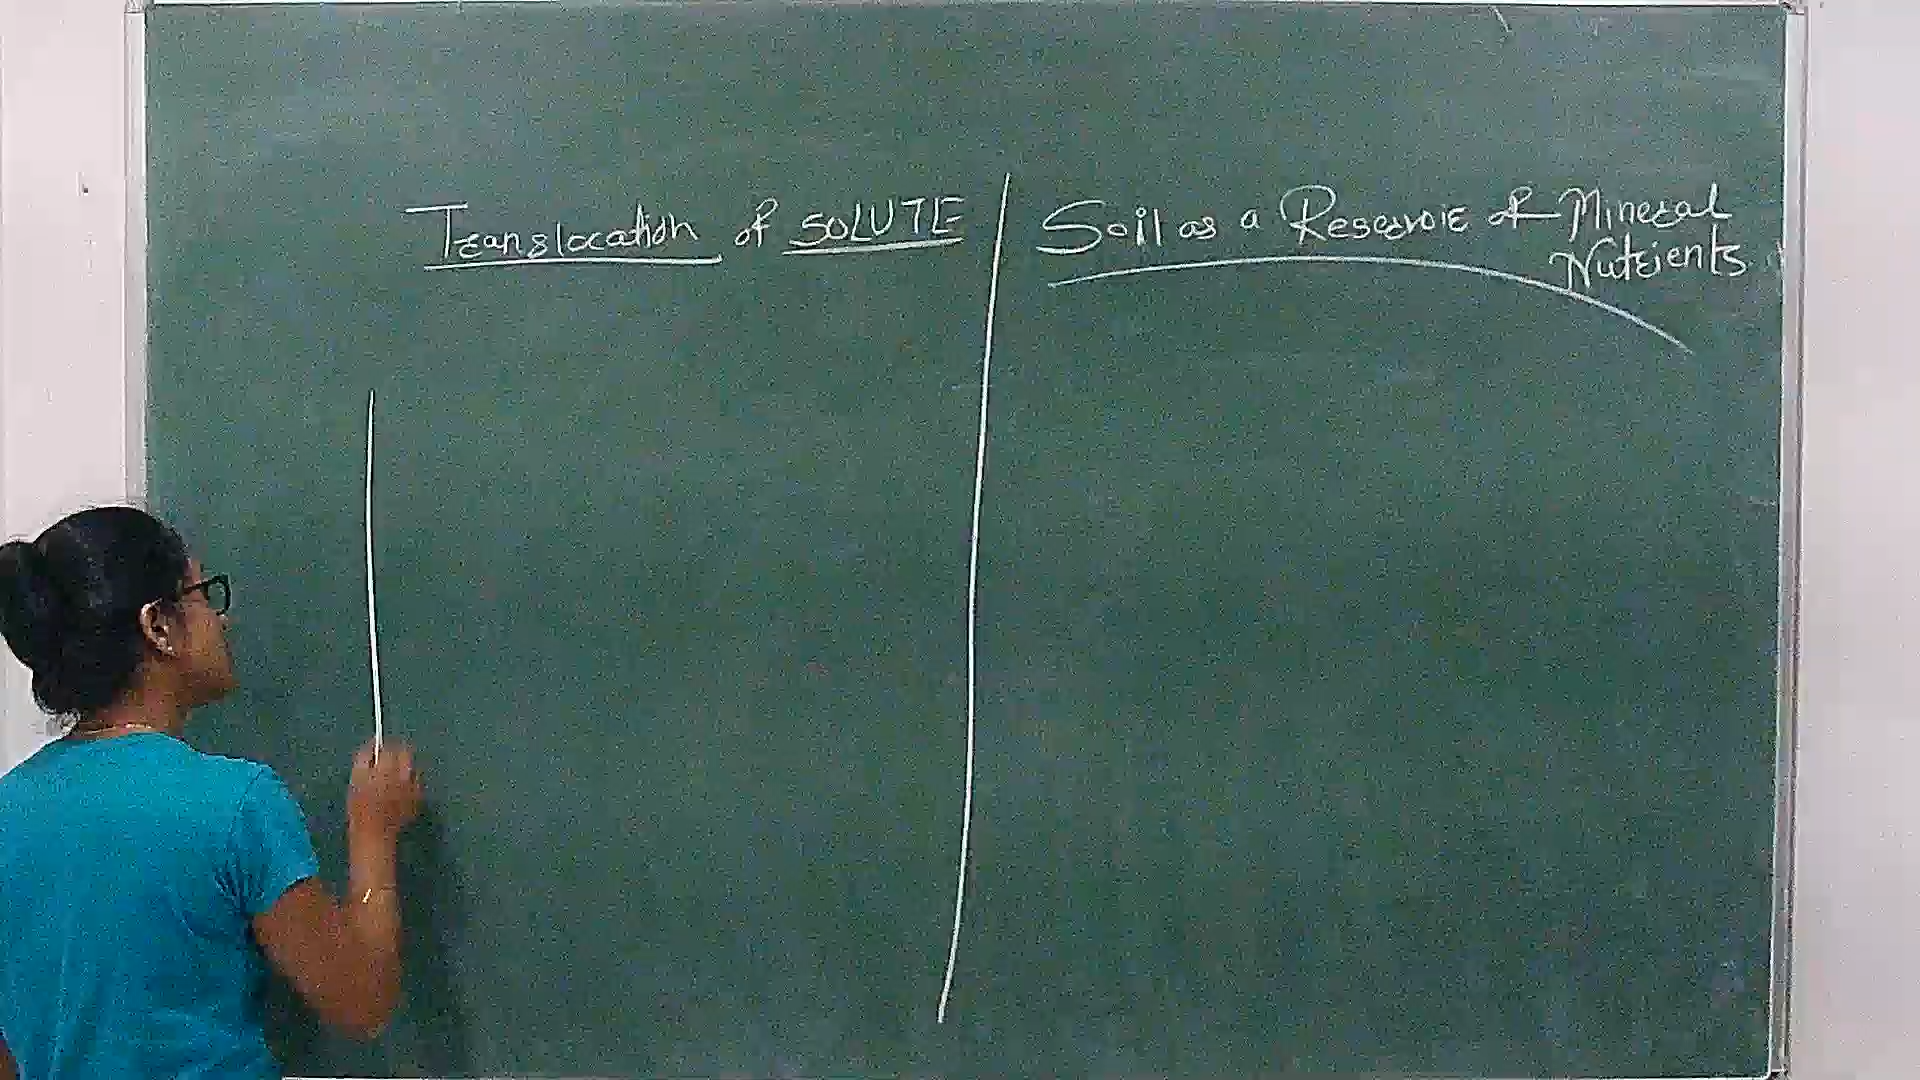 Translocation of SOLUTE
Soil as a Reservoir of Mineral
Nutrients